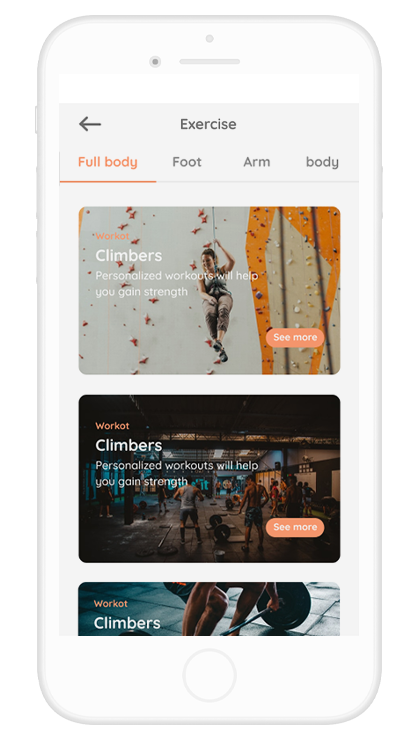 Exercise
Full body Foot Arm body
Workot
Climbers
Personalized workouts will help
you gain strength
See more
Workot
Climbers
Personalized workouts will help
you gain strength
See more
Workot
Climbers